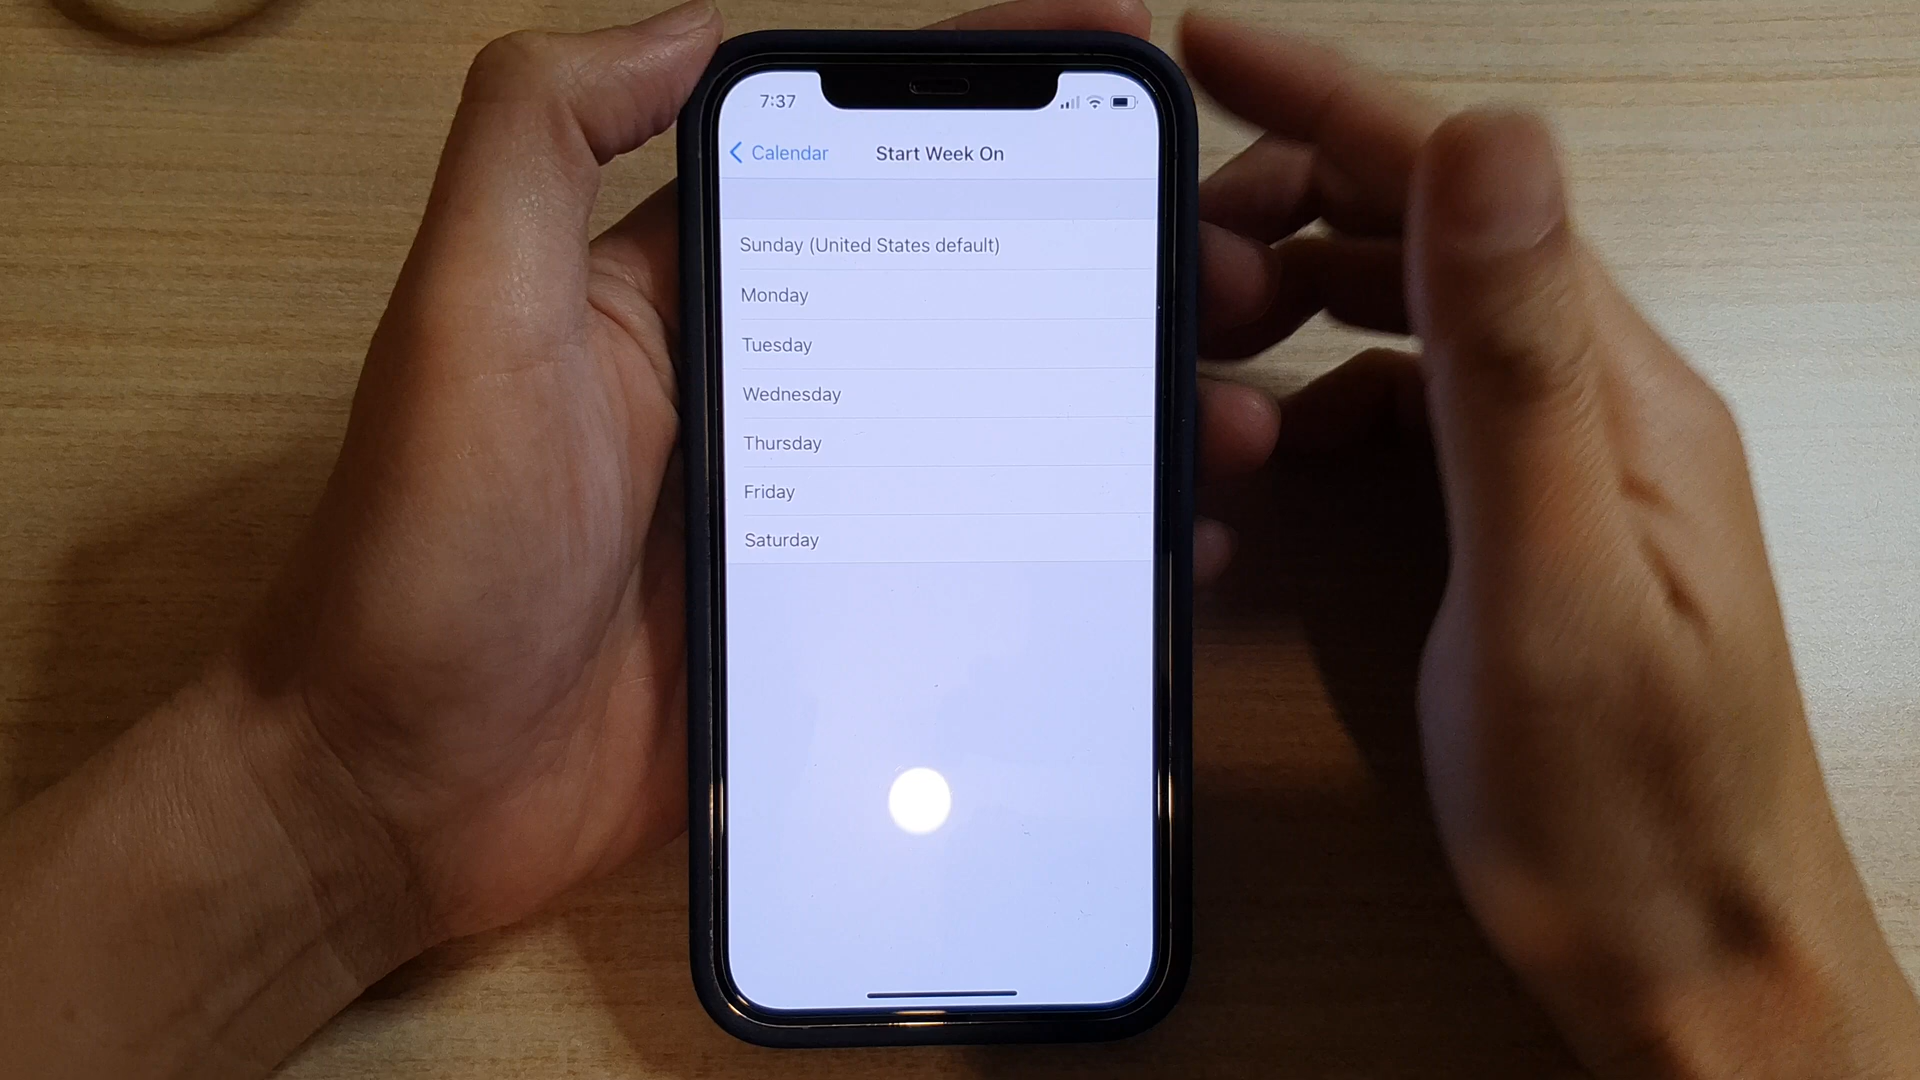 7:37
Calendar Start Week On
Sunday (United States default)
Monday
Tuesday
Wednesday
Thursday
Friday
Saturday